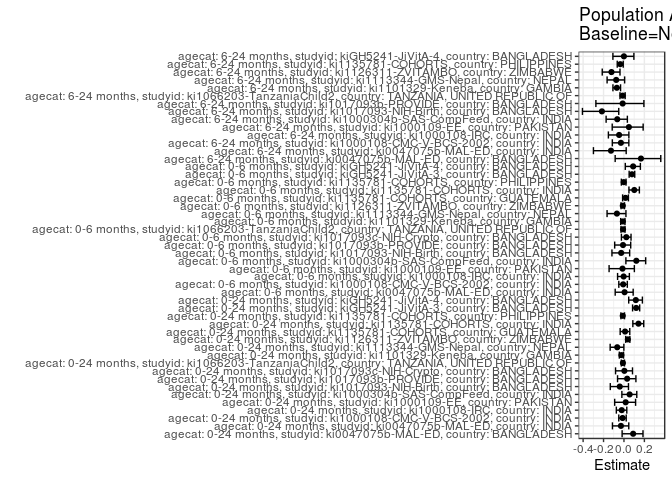 Population A
Baseline=No
agecat: 6-24 months, studyid: kiGH5241-JiVitA-4, country: BANGLADESH
agecat: 6-24 months, studyid: ki1135781-COHORTS, country: PHILIPPINES
agecat: 6-24 months, studyid: ki1126311-ZVITAMBO, country: ZIMBABWE
agecat: 6-24 months, studyid: ki1113344-GMS-Nepal, country: NEPAL
agecat: 6-24 months, studyid: ki1101329-Keneba, country: GAMBIA
agecat: 6-24 months, studyid: ki1066203-TanzaniaChild2, country: TANZANIA, UNITED REPUBLIC OF
agecat: 6-24 months, studyid: ki1017093b-PROVIDE, country: BANGLADESH
agecat: 6-24 months, studyid: ki1017093-NIH-Birth, country: BANGLADESH
agecat: 6-24 months, studyid: ki1000304b-SAS-CompFeed, country: INDIA
agecat: 6-24 months, studyid: ki1000109-EE, country: PAKISTAN
agecat: 6-24 months, studyid: ki1000108-IRC, country: INDIA
agecat: 6-24 months, studyid: ki1000108-CMC-V-BCS-2002, country: INDIA
agecat: 6-24 months, studyid: ki0047075b-MAL-ED, country: INDIA
agecat: 6-24 months, studyid: ki0047075b-MAL-ED, country: BANGLADESH
agecat: 0-6 months, studyid: kiGH5241-JiVitA-4, country: BANGLADESH
agecat: 0-6 months, studyid: kiGH5241-JiVitA-3, country: BANGLADESH
agecat: 0-6 months, studyid: ki1135781-COHORTS, country: PHILIPPINES
agecat: 0-6 months, studyid: ki1135781-COHORTS, country: INDIA
agecat: 0-6 months, studyid: ki1135781-COHORTS, country: GUATEMALA
agecat: 0-6 months, studyid: ki1126311-ZVITAMBO, country: ZIMBABWE
agecat: 0-6 months, studyid: ki1113344-GMS-Nepal, country: NEPAL
agecat: 0-6 months, studyid: ki1101329-Keneba, country: GAMBIA
agecat: 0-6 months, studyid: ki1066203-TanzaniaChild2, country: TANZANIA, UNITED REPUBLIC OF
agecat: 0-6 months, studyid: ki1017093c-NIH-Crypto, country: BANGLADESH
agecat: 0-6 months, studyid: ki1017093b-PROVIDE, country: BANGLADESH
agecat: 0-6 months, studyid: ki1017093-NIH-Birth, country: BANGLADESH
agecat: 0-6 months, studyid: ki1000304b-SAS-CompFeed, country: INDIA
agecat: 0-6 months, studyid: ki1000109-EE, country: PAKISTAN
agecat: 0-6 months, studyid: ki1000108-IRC, country: INDIA
agecat: 0-6 months, studyid: ki1000108-CMC-V-BCS-2002, country: INDIA
agecat: 0-6 months, studyid: ki0047075b-MAL-ED, country: BANGLADESH
agecat: 0-24 months, studyid: kiGH5241-JiVitA-4, country: BANGLADESH
agecat: 0-24 months, studyid: kiGH5241-JiVitA-3, country: BANGLADESH
agecat: 0-24 months, studyid: ki1135781-COHORTS, country: PHILIPPINES
agecat: 0-24 months, studyid: ki1135781-COHORTS, country: INDIA
agecat: 0-24 months, studyid: ki1135781-COHORTS, country: GUATEMALA
agecat: 0-24 months, studyid: ki1126311-ZVITAMBO, country: ZIMBABWE
agecat: 0-24 months, studyid: ki1113344-GMS-Nepal, country: NEPAL
agecat: 0-24 months, studyid: ki1101329-Keneba, country: GAMBIA
agecat: 0-24 months, studyid: ki1066203-TanzaniaChild2, country: TANZANIA, UNITED REPUBLIC OF
agecat: 0-24 months, studyid: ki1017093c-NIH-Crypto, country: BANGLADESH
agecat: 0-24 months, studyid: ki1017093b-PROVIDE, country: BANGLADESH
agecat: 0-24 months, studyid: ki1017093-NIH-Birth, country: BANGLADESH
agecat: 0-24 months, studyid: ki1000304b-SAS-CompFeed, country: INDIA
agecat: 0-24 months, studyid: ki1000109-EE, country: PAKISTAN
agecat: 0-24 months, studyid: ki1000108-IRC, country: INDIA
agecat: 0-24 months, studyid: ki1000108-CMC-V-BCS-2002, country: INDIA
agecat: 0-24 months, studyid: ki0047075b-MAL-ED, country: INDIA
agecat: 0-24 months, studyid: ki0047075b-MAL-ED, country: BANGLADESH
-0.4 -0.2 0.0 0.2
Estimate